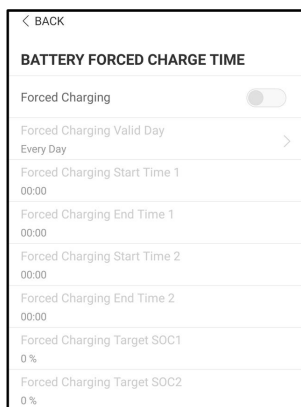 < BACK
BATTERY FORCED CHARGE TIME
Forced Charging
Forced Charging Valid Day
Every Day
Forced Charging Start Time 1
00:00
Forced Charging End Time 1
00:00
Forced Charging Start Time 2
00:00
Forced Charging End Time 2
00:00
Forced Charging Target SOC1
0 %
Forced Charging Target SOC2
0 %